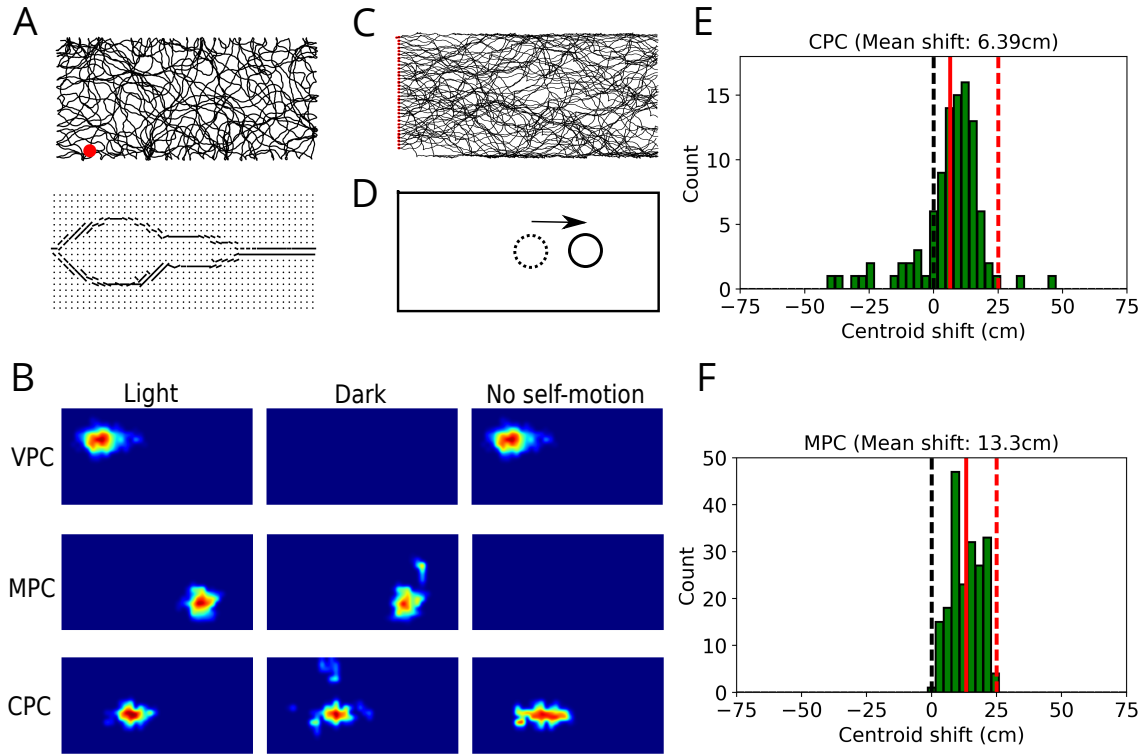 A
C
D
B
Light
Dark
No self-motion
VPC
MPC
CPC
E
CPC (Mean shift: 6.39cm)
Count
15
10
5
0
−75
−50
−25
0
25
50
75
Centroid shift (cm)
F
MPC (Mean shift: 13.3cm)
Count
50
40
30
20
10
0
−75
−50
−25
0
25
50
75
Centroid shift (cm)